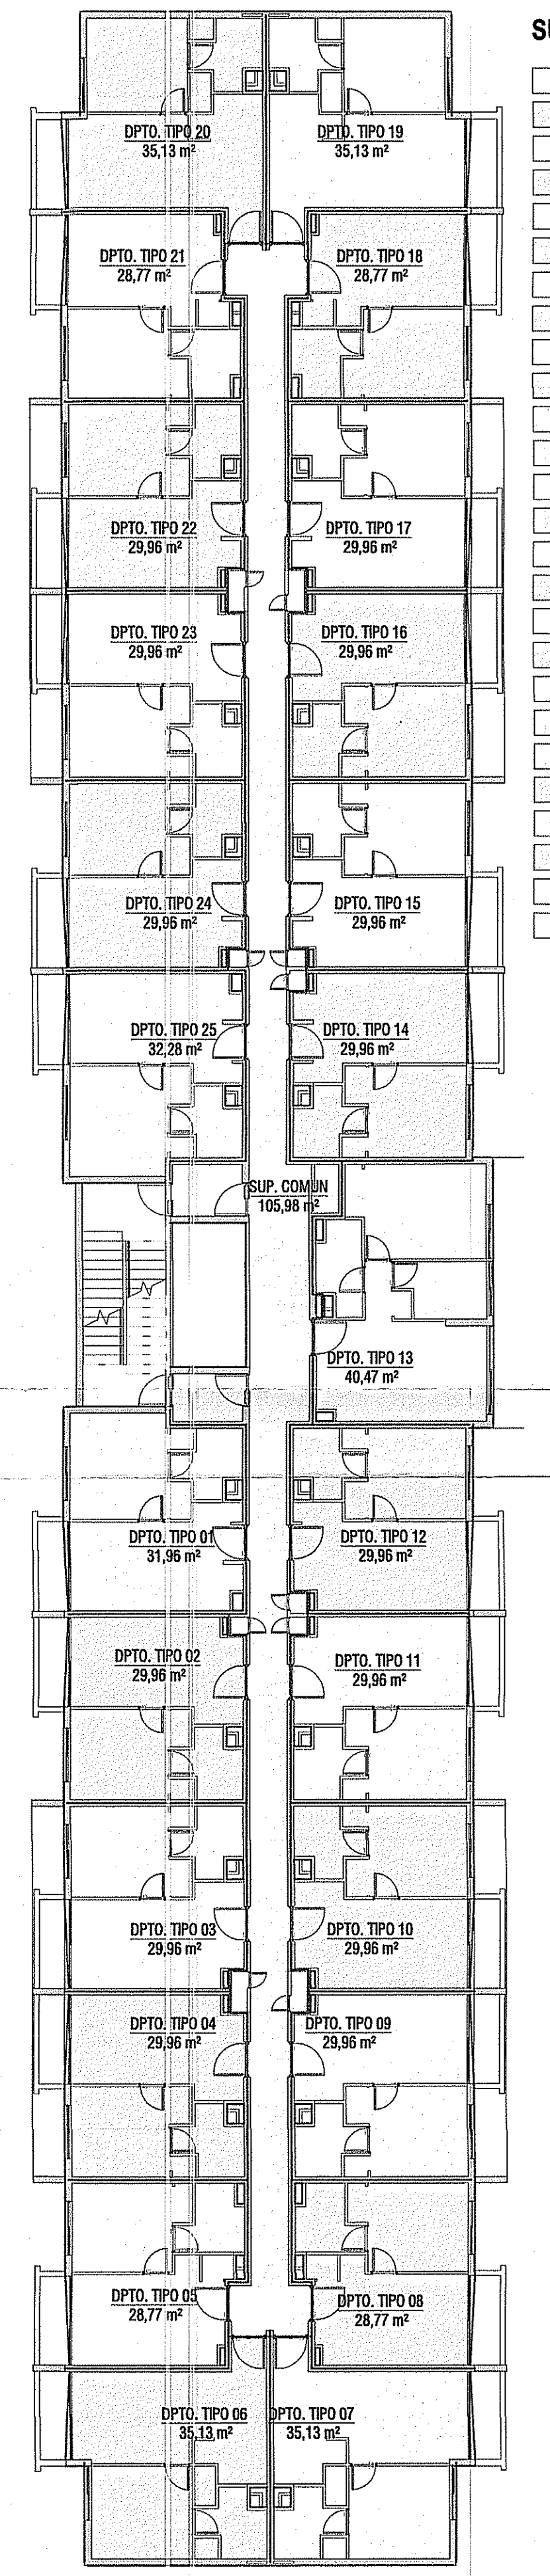 SU
DPTO. TIPO 20
35,13 m²
DPTO. TIPO 19
35,13 m²
DPTO. TIPO 21
28,77 m²
DPTO. TIPO 18
28,77 m²
DPTO. TIPO 22
29,96 m²
DPTO. TIPO 17
29,96 m²
DPTO. TIPO 23
29,96 m²
DPTO. TIPO 16
29,96 m²
DPTO. TIPO 24
29,96 m²
DPTO. TIPO 15
29,96 m²
DPTO. TIPO 25
32,28 m²
DPTO. TIPO 14
29,96 m²
SUP. COMUN
105,98 m²
DPTO. TIPO 13
40,47 m²
DPTO. TIPO 01
31,96 m²
DPTO. TIPO 12
29,96 m²
DPTO. TIPO 02
29,96 m²
DPTO. TIPO 11
29,96 m²
DPTO. TIPO 03
29,96 m²
DPTO. TIPO 10
29,96 m²
DPTO. TIPO 04
29,96 m²
DPTO. TIPO 09
29,96 m²
DPTO. TIPO 05
28,77 m²
DPTO. TIPO 08
28,77 m²
DPTO. TIPO 06
35,13 m²
DPTO. TIPO 07
35,13 m²